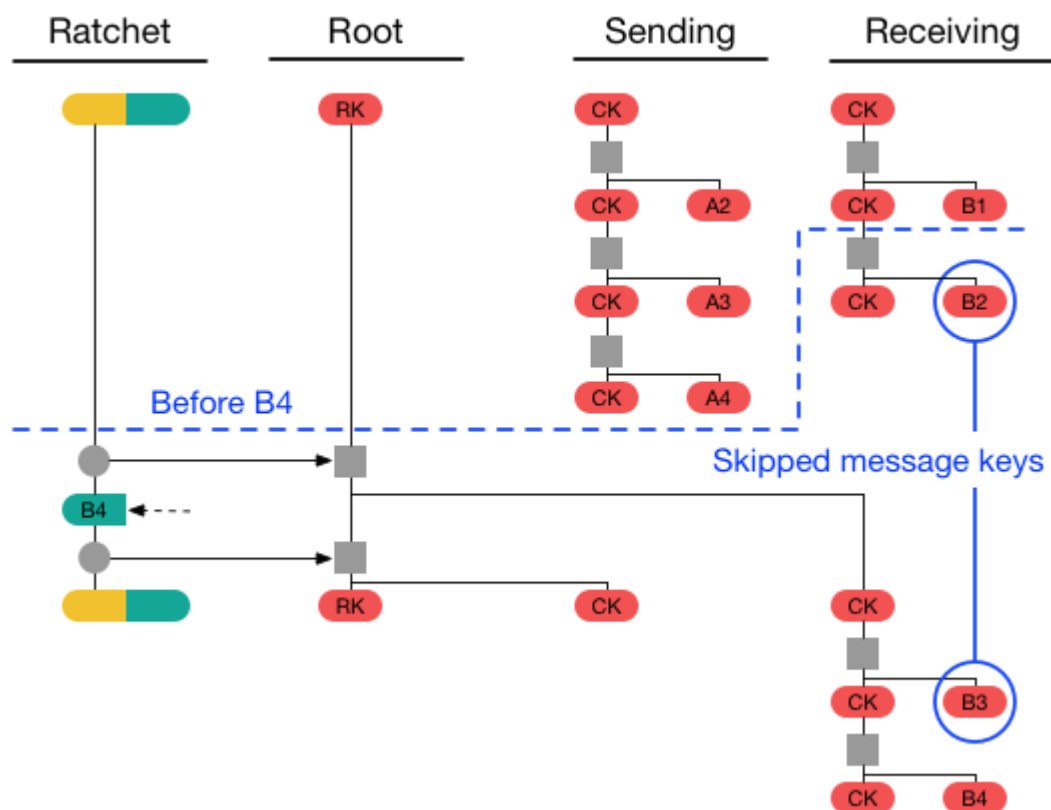 Ratchet Root Sending Receiving
RK CK CK
CK A2 CK B1
CK A3 CK B2
CK A4
Before B4
Skipped message keys
B4
RK CK CK
CK B3
CK B4